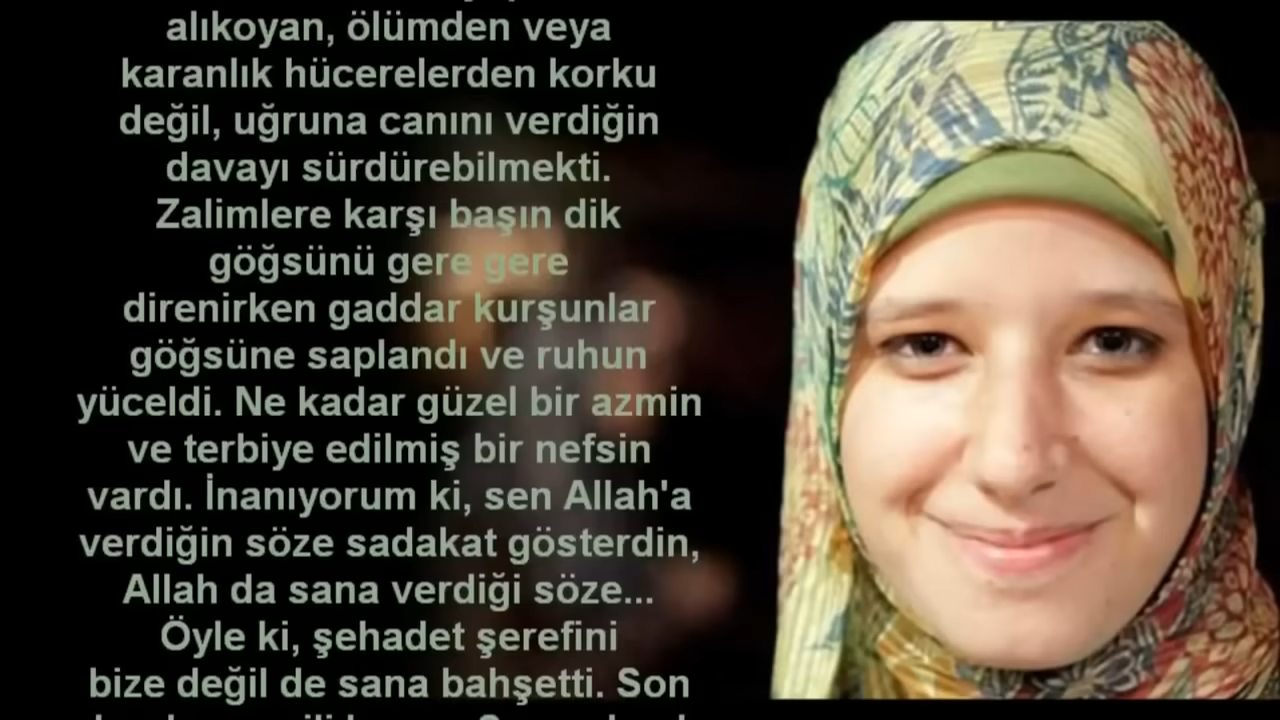 alıkoyan, ölümden veya
karanlık hücerelerden korku
değil, uğruna canını verdiğin
davayı sürdürebilmekti.
Zalimlere karşı başın dik
göğsünü gere gere
direnirken gaddar kurşunlar
göğsüne saplandı ve ruhun
yüceldi. Ne kadar güzel bir azmin
ve terbiye edilmiş bir nefsin
vardı. İnanıyorum ki, sen Allah'a
verdiğin söze sadakat gösterdin,
Allah da sana verdiği söze...
Öyle ki, şehadet şerefini
bize değil de sana bahşetti. Son